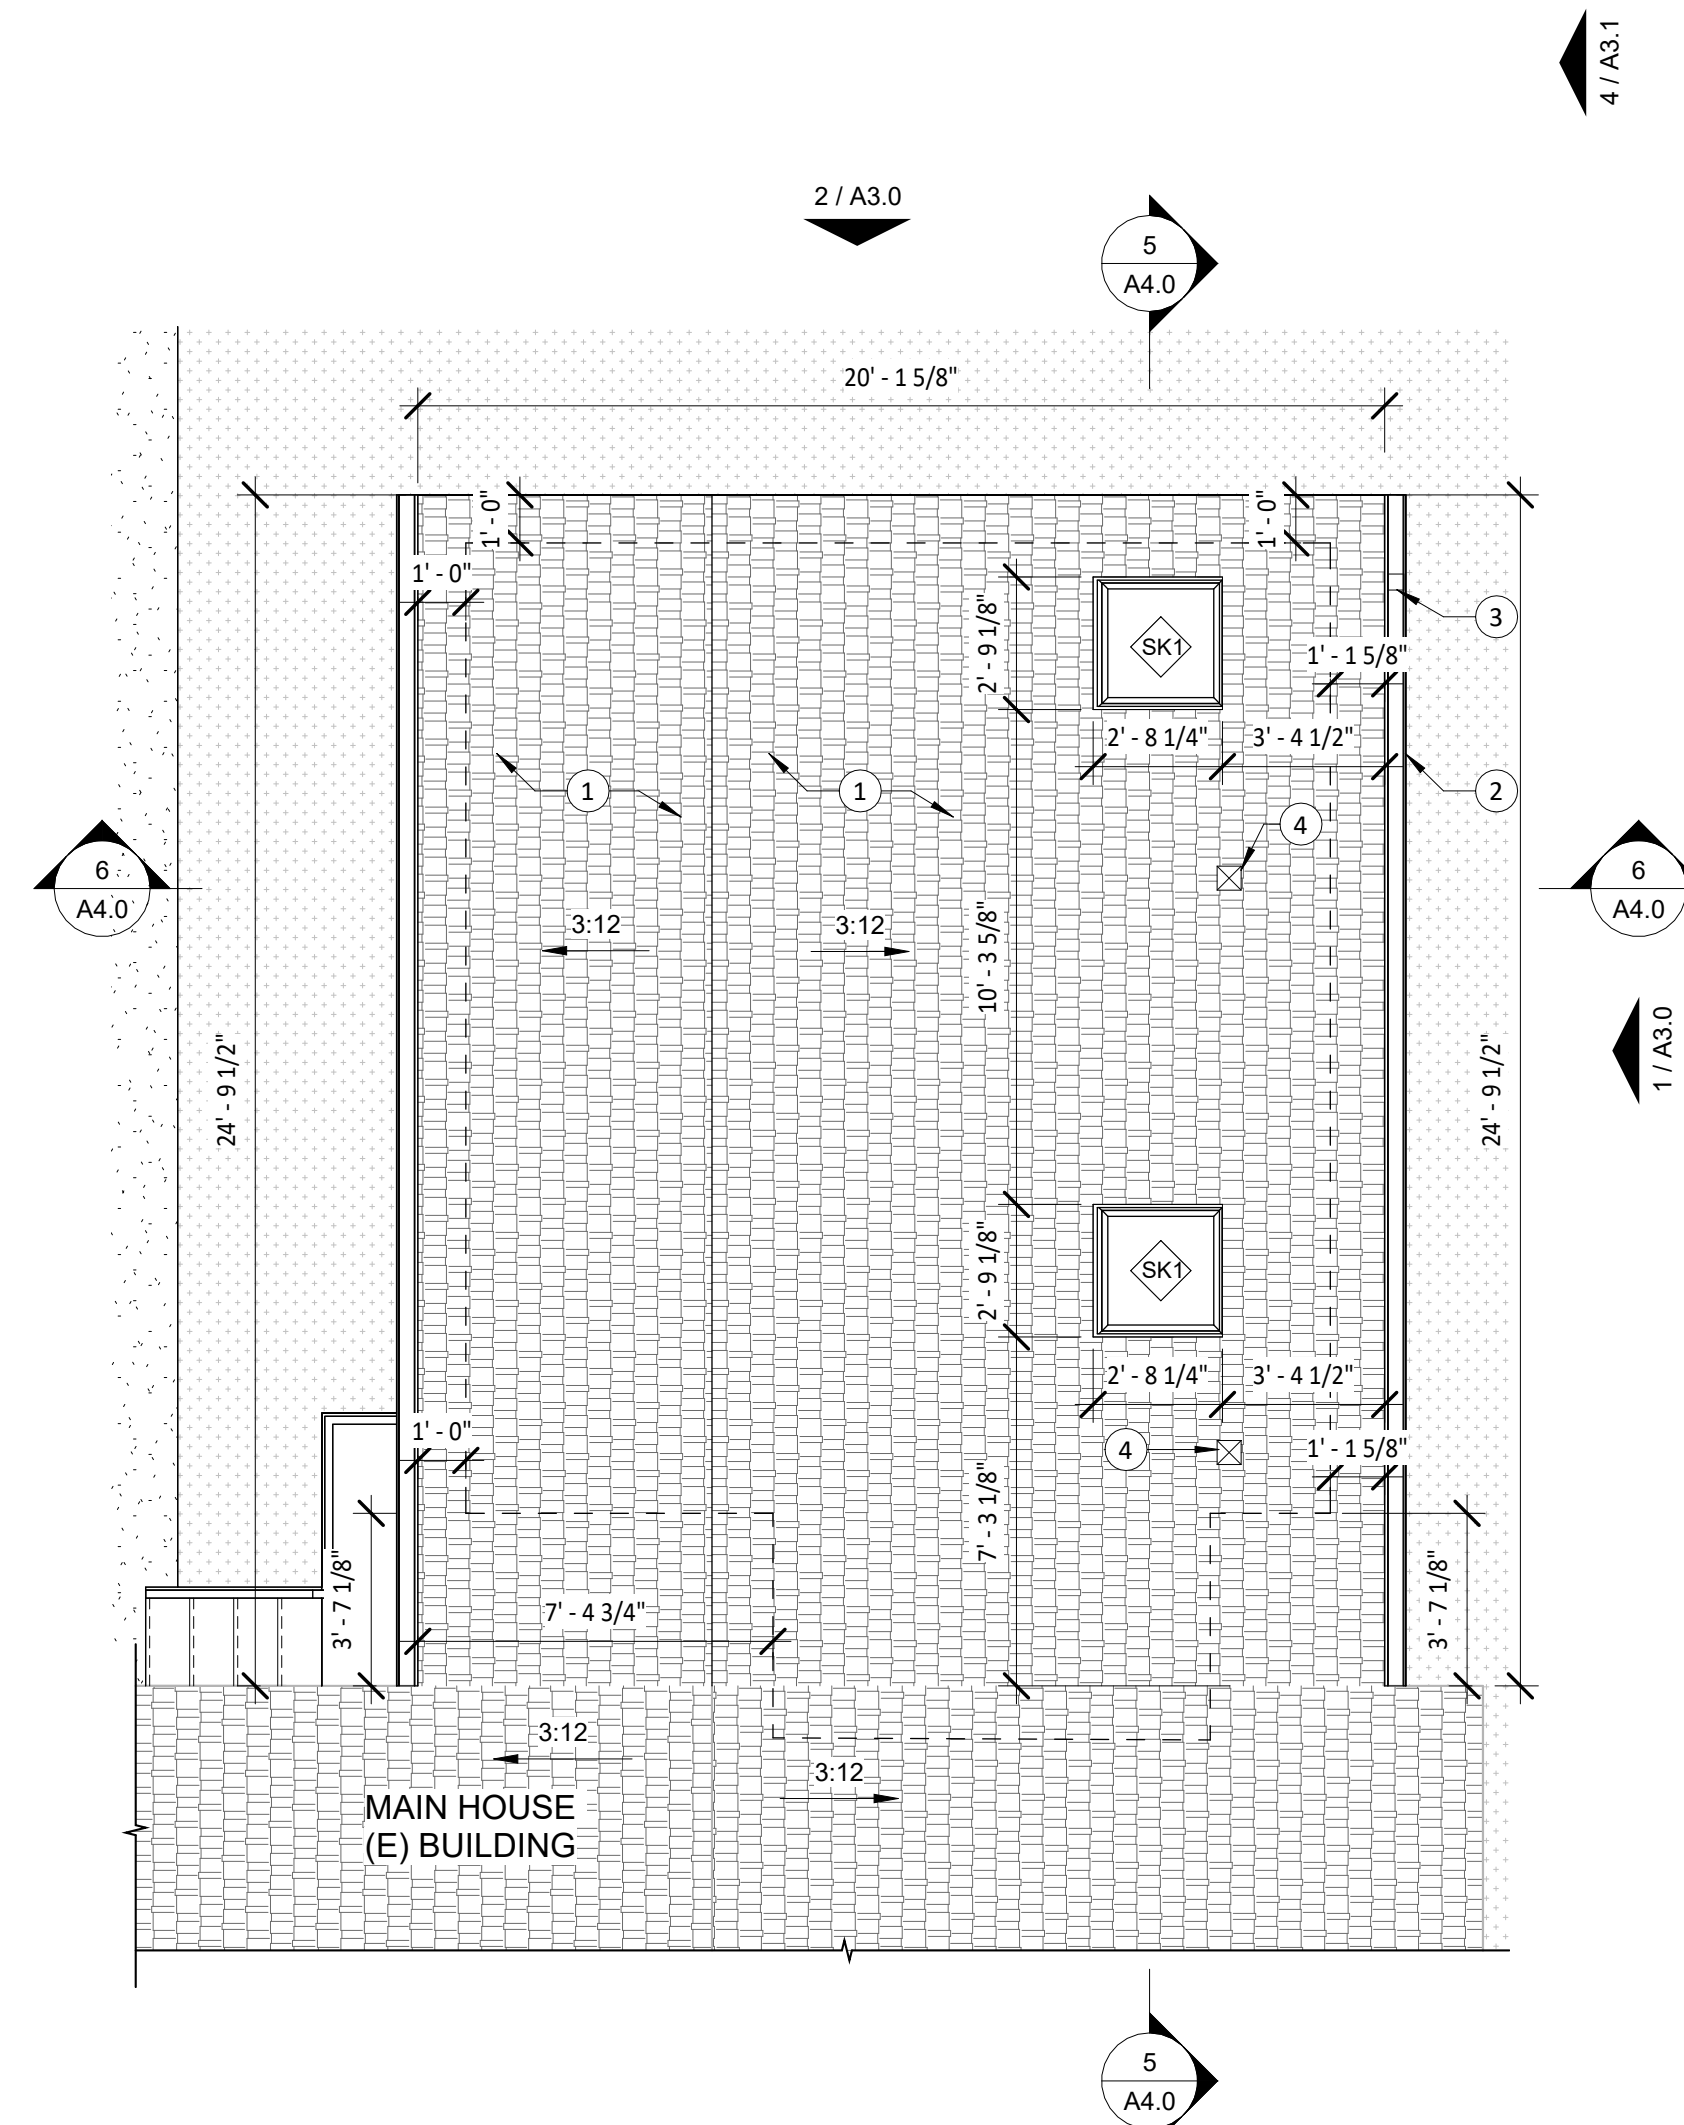 4 / A3.1
2 / A3.0
5
A4.0
20' - 1 5/8"
1' - 0"
1' - 0"
1' - 0"
2' - 9 1/8"
SK1
3
1' - 1 5/8"
2' - 8 1/4"
3' - 4 1/2"
1
1
2
4
6
A4.0
6
A4.0
3:12
3:12
10' - 3 5/8"
24' - 9 1/2"
24' - 9 1/2"
1 / A3.0
2' - 9 1/8"
SK1
2' - 8 1/4"
3' - 4 1/2"
1' - 0"
4
1' - 1 5/8"
7' - 3 1/8"
3' - 7 1/8"
3' - 7 1/8"
7' - 4 3/4"
3:12
3:12
MAIN HOUSE
(E) BUILDING
5
A4.0